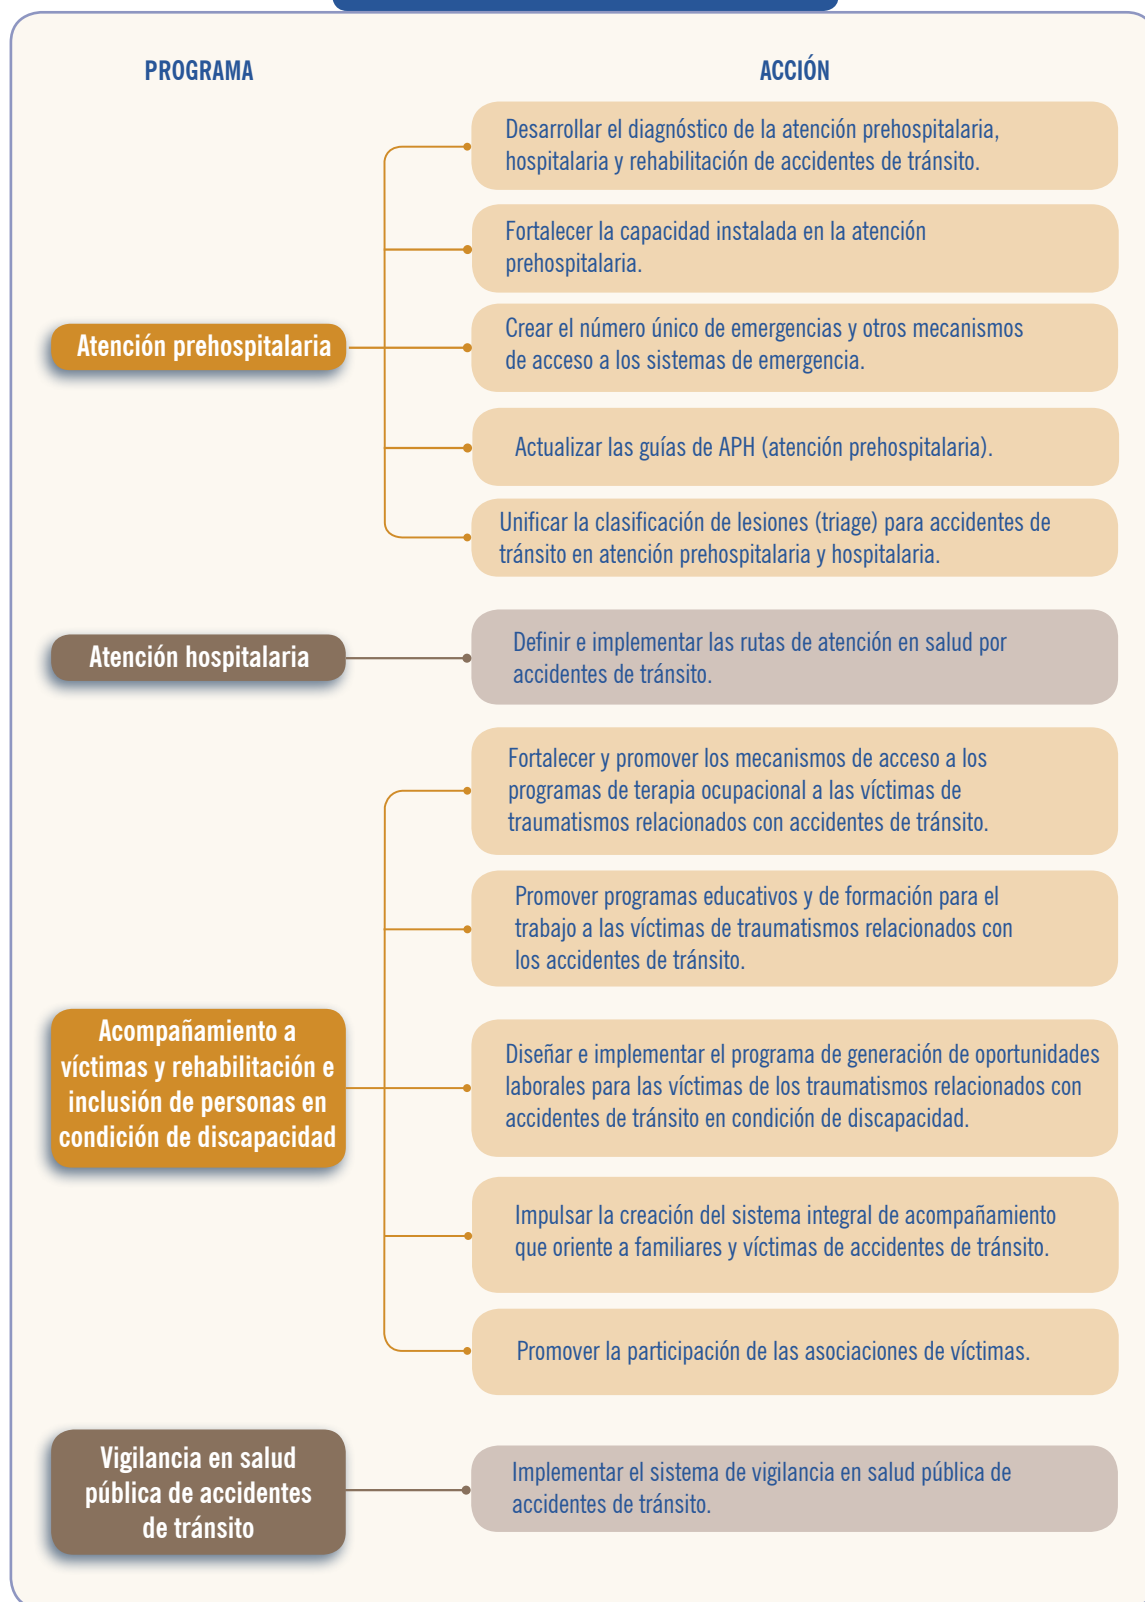 PROGRAMA
ACCIÓN
Atención prehospitalaria
Desarrollar el diagnóstico de la atención prehospitalaria,
hospitalaria y rehabilitación de accidentes de tránsito.
Fortalecer la capacidad instalada en la atención
prehospitalaria.
Crear el número único de emergencias y otros mecanismos
de acceso a los sistemas de emergencia.
Actualizar las guías de APH (atención prehospitalaria).
Unificar la clasificación de lesiones (triage) para accidentes de
tránsito en atención prehospitalaria y hospitalaria.
Atención hospitalaria
Definir e implementar las rutas de atención en salud por
accidentes de tránsito.
Acompañamiento a
víctimas y rehabilitación e
inclusión de personas en
condición de discapacidad
Fortalecer y promover los mecanismos de acceso a los
programas de terapia ocupacional a las víctimas de
traumatismos relacionados con accidentes de tránsito.
Promover programas educativos y de formación para el
trabajo a las víctimas de traumatismos relacionados con
los accidentes de tránsito.
Diseñar e implementar el programa de generación de oportunidades
laborales para las víctimas de los traumatismos relacionados con
accidentes de tránsito en condición de discapacidad.
Impulsar la creación del sistema integral de acompañamiento
que oriente a familiares y víctimas de accidentes de tránsito.
Promover la participación de las asociaciones de víctimas.
Vigilancia en salud
pública de accidentes
de tránsito
Implementar el sistema de vigilancia en salud pública de
accidentes de tránsito.